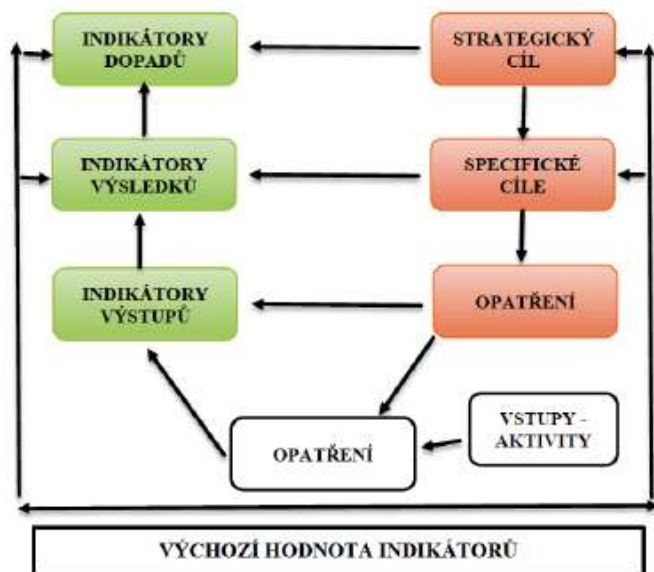 INDIKÁTORY
DOPADŮ
STRATEGICKÝ
CÍL
INDIKÁTORY
VÝSLEDKŮ
SPECIFICKÉ
CÍLE
INDIKÁTORY
VÝSTUPŮ
OPATŘENÍ
OPATŘENÍ
VSTUPY -
AKTIVITY
VÝCHOZÍ HODNOTA INDIKÁTORŮ